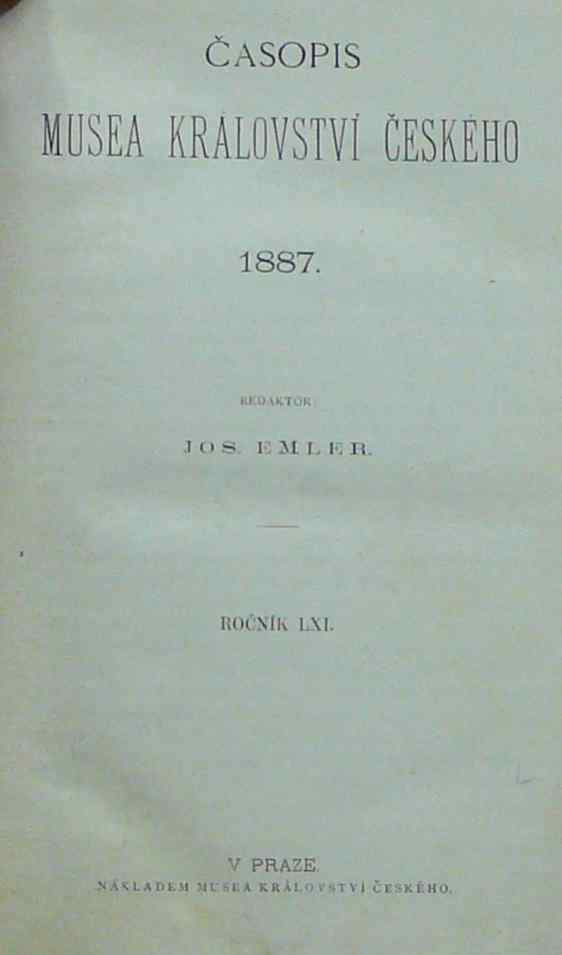 ČASOPIS
MUSEA KRÁLOVSTVÍ ČESKÉHO
1887.
REDAKTOR:
JOS. EMLER.
ROČNÍK LXI.
V PRAZE.
NÁKLADEM MUSEA KRÁLOVSTVÍ ČESKÉHO.